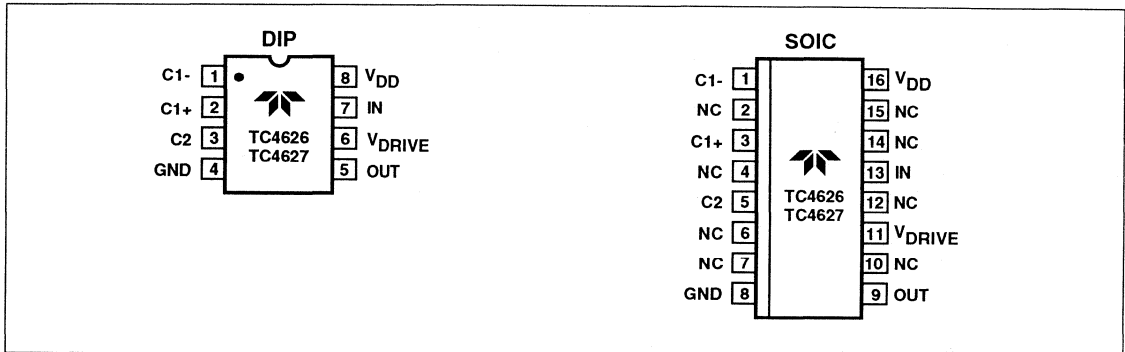 DIP
C1- 1 8 VDD
C1+ 2 7 IN
C2 3 6 VDRIVE
GND 4 5 OUT
TC4626
TC4627
SOIC
C1- 1 16 VDD
NC 2 15 NC
C1+ 3 14 NC
NC 4 13 IN
C2 5 12 NC
NC 6 11 VDRIVE
NC 7 10 NC
GND 8 9 OUT
TC4626
TC4627